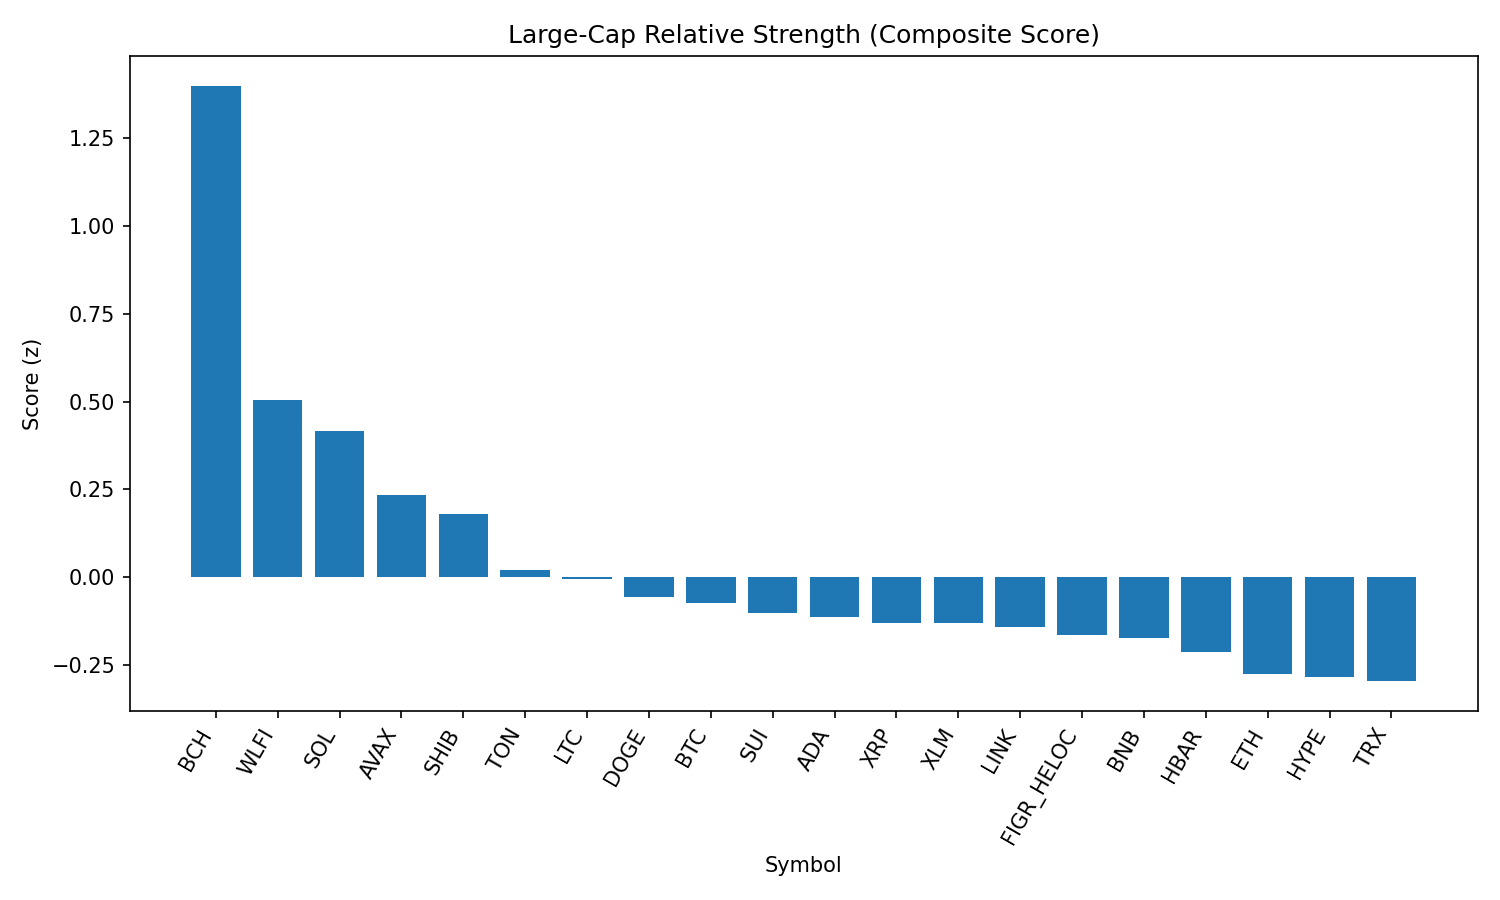 Large-Cap Relative Strength (Composite Score)
Score (z)
1.25
1.00
0.75
0.50
0.25
0.00
−0.25
BCH
WLFI
SOL
AVAX
SHIB
TON
LTC
DOGE
BTC
SUI
ADA
XRP
XLM
LINK
FIGR_HELOC
BNB
HBAR
ETH
HYPE
TRX
Symbol